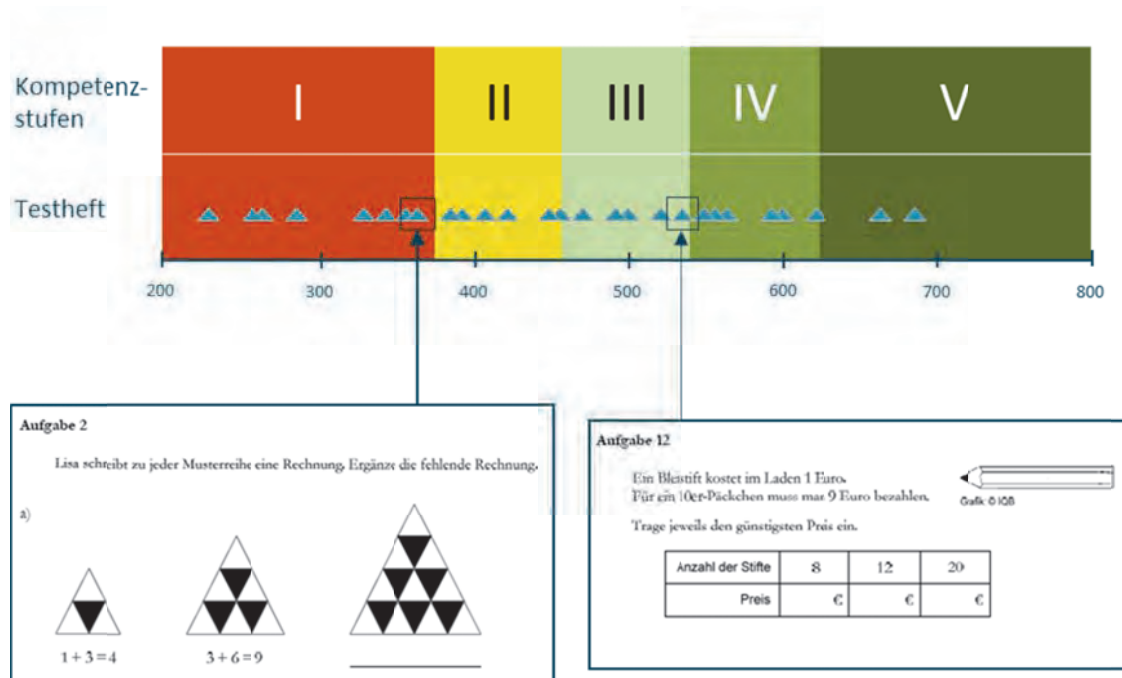 Kompetenz-
stufen
I II III IV V
Testheft
200 300 400 500 600 700 800
Aufgabe 2
Lisa schreibt zu jeder Musterreihe eine Rechnung. Ergänze die fehlende Rechnung.
a)
1 + 3 = 4 3 + 6 = 9
Aufgabe 12
Ein Bleistift kostet im Laden 1 Euro.
Für ein 10er-Päckchen muss man 9 Euro bezahlen.
Grafik: © IQB
Trage jeweils den günstigsten Preis ein.
Anzahl der Stifte 8 12 20
Preis € € €